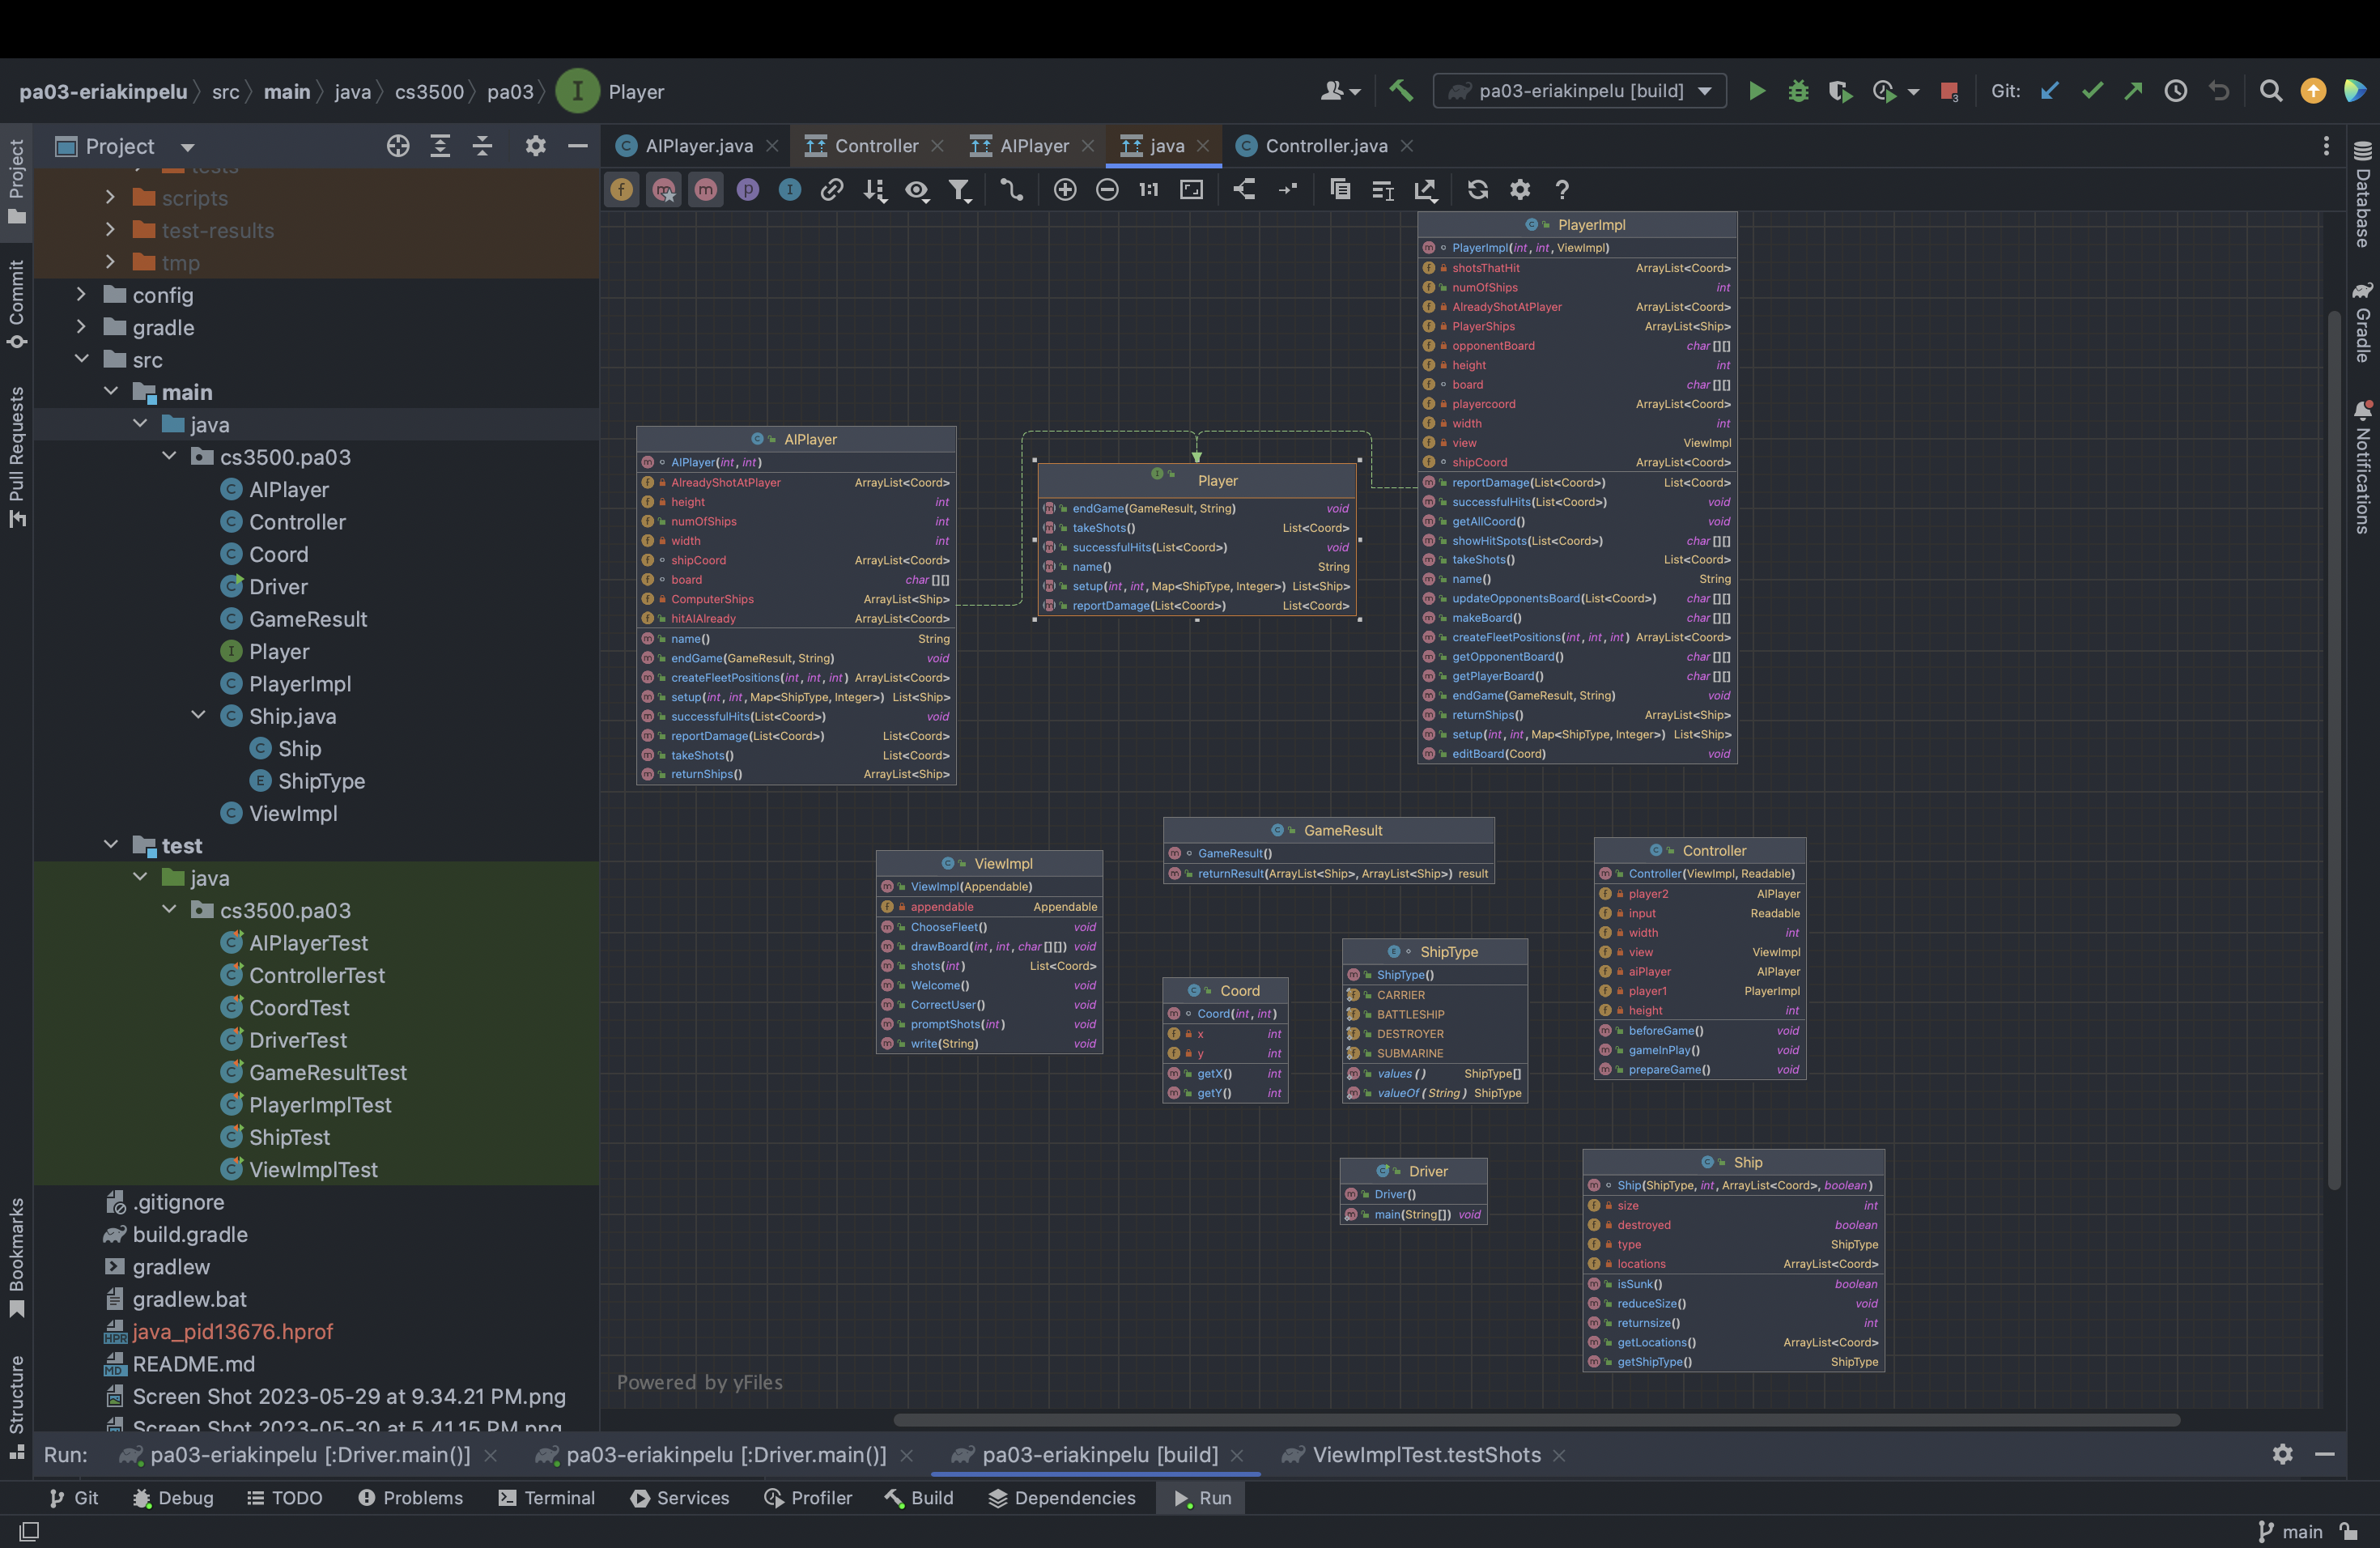 pa03-eriakinpelu 〉 src 〉 main 〉 java 〉 cs3500 〉 pa03 〉 I Player
pa03-eriakinpelu [build]
Git:
Project
AIPlayer.java
Controller
AIPlayer
java
Controller.java
Project
Commit
Pull Requests
Bookmarks
Structure
Database
Gradle
Notifications
1:1
tests
scripts
test-results
tmp
config
gradle
src
main
java
cs3500.pa03
AIPlayer
Controller
Coord
Driver
GameResult
Player
PlayerImpl
Ship.java
Ship
ShipType
ViewImpl
test
java
cs3500.pa03
AIPlayerTest
ControllerTest
CoordTest
DriverTest
GameResultTest
PlayerImplTest
ShipTest
ViewImplTest
.gitignore
build.gradle
gradlew
gradlew.bat
java_pid13676.hprof
README.md
Screen Shot 2023-05-29 at 9.34.21 PM.png
Screen Shot 2023-05-30 at 5.41.15 PM.png
AIPlayer
AIPlayer(int, int)
AlreadyShotAtPlayer ArrayList<Coord>
height int
numOfShips int
width int
shipCoord ArrayList<Coord>
board char[][]
ComputerShips ArrayList<Ship>
hitAIAlready ArrayList<Coord>
name() String
endGame(GameResult, String) void
createFleetPositions(int, int, int) ArrayList<Coord>
setup(int, int, Map<ShipType, Integer>) List<Ship>
successfulHits(List<Coord>) void
reportDamage(List<Coord>) List<Coord>
takeShots() List<Coord>
returnShips() ArrayList<Ship>
Player
endGame(GameResult, String) void
takeShots() List<Coord>
successfulHits(List<Coord>) void
name() String
setup(int, int, Map<ShipType, Integer>) List<Ship>
reportDamage(List<Coord>) List<Coord>
PlayerImpl
PlayerImpl(int, int, ViewImpl)
shotsThatHit ArrayList<Coord>
numOfShips int
AlreadyShotAtPlayer ArrayList<Coord>
PlayerShips ArrayList<Ship>
opponentBoard char[][]
height int
board char[][]
playercoord ArrayList<Coord>
width int
view ViewImpl
shipCoord ArrayList<Coord>
reportDamage(List<Coord>) List<Coord>
successfulHits(List<Coord>) void
getAllCoord() void
showHitSpots(List<Coord>) char[][]
takeShots() List<Coord>
name() String
updateOpponentsBoard(List<Coord>) char[][]
makeBoard() char[][]
createFleetPositions(int, int, int) ArrayList<Coord>
getOpponentBoard() char[][]
getPlayerBoard() char[][]
endGame(GameResult, String) void
returnShips() ArrayList<Ship>
setup(int, int, Map<ShipType, Integer>) List<Ship>
editBoard(Coord) void
GameResult
GameResult()
returnResult(ArrayList<Ship>, ArrayList<Ship>) result
ViewImpl
ViewImpl(Appendable)
appendable Appendable
ChooseFleet() void
drawBoard(int, int, char[][]) void
shots(int) List<Coord>
Welcome() void
CorrectUser() void
promptShots(int) void
write(String) void
Controller
Controller(ViewImpl, Readable)
player2 AIPlayer
input Readable
width int
view ViewImpl
aiPlayer AIPlayer
player1 PlayerImpl
height int
beforeGame() void
gameInPlay() void
prepareGame() void
Coord
Coord(int, int)
x int
y int
getX() int
getY() int
ShipType
ShipType()
CARRIER
BATTLESHIP
DESTROYER
SUBMARINE
values() ShipType[]
valueOf(String) ShipType
Driver
Driver()
main(String[]) void
Ship
Ship(ShipType, int, ArrayList<Coord>, boolean)
size int
destroyed boolean
type ShipType
locations ArrayList<Coord>
isSunk() boolean
reduceSize() void
returnsize() int
getLocations() ArrayList<Coord>
getShipType() ShipType
Powered by yFiles
Run: pa03-eriakinpelu [:Driver.main()] pa03-eriakinpelu [:Driver.main()] pa03-eriakinpelu [build] ViewImplTest.testShots
Git Debug TODO Problems Terminal Services Profiler Build Dependencies Run
main